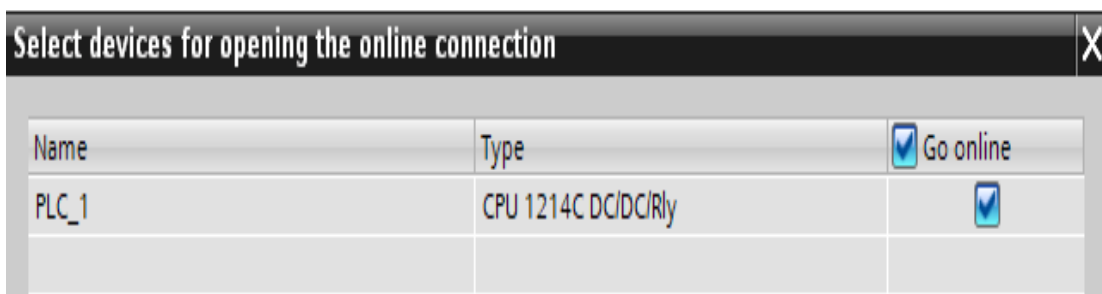 Select devices for opening the online connection X
Name Type Go online
PLC_1 CPU 1214C DC/DC/Rly